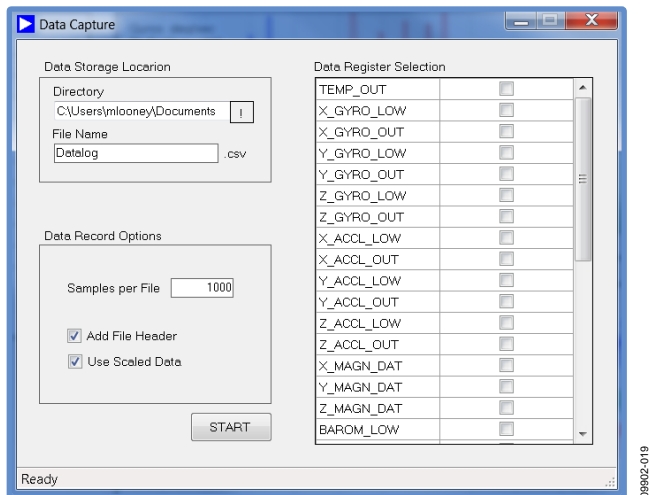 Data Capture
Data Storage Locarion
Directory
C:\Users\mlooney\Documents
!
File Name
Datalog
.csv
Data Record Options
Samples per File 1000
Add File Header
Use Scaled Data
START
Data Register Selection
TEMP_OUT
X_GYRO_LOW
X_GYRO_OUT
Y_GYRO_LOW
Y_GYRO_OUT
Z_GYRO_LOW
Z_GYRO_OUT
X_ACCL_LOW
X_ACCL_OUT
Y_ACCL_LOW
Y_ACCL_OUT
Z_ACCL_LOW
Z_ACCL_OUT
X_MAGN_DAT
Y_MAGN_DAT
Z_MAGN_DAT
BAROM_LOW
Ready
09902-019